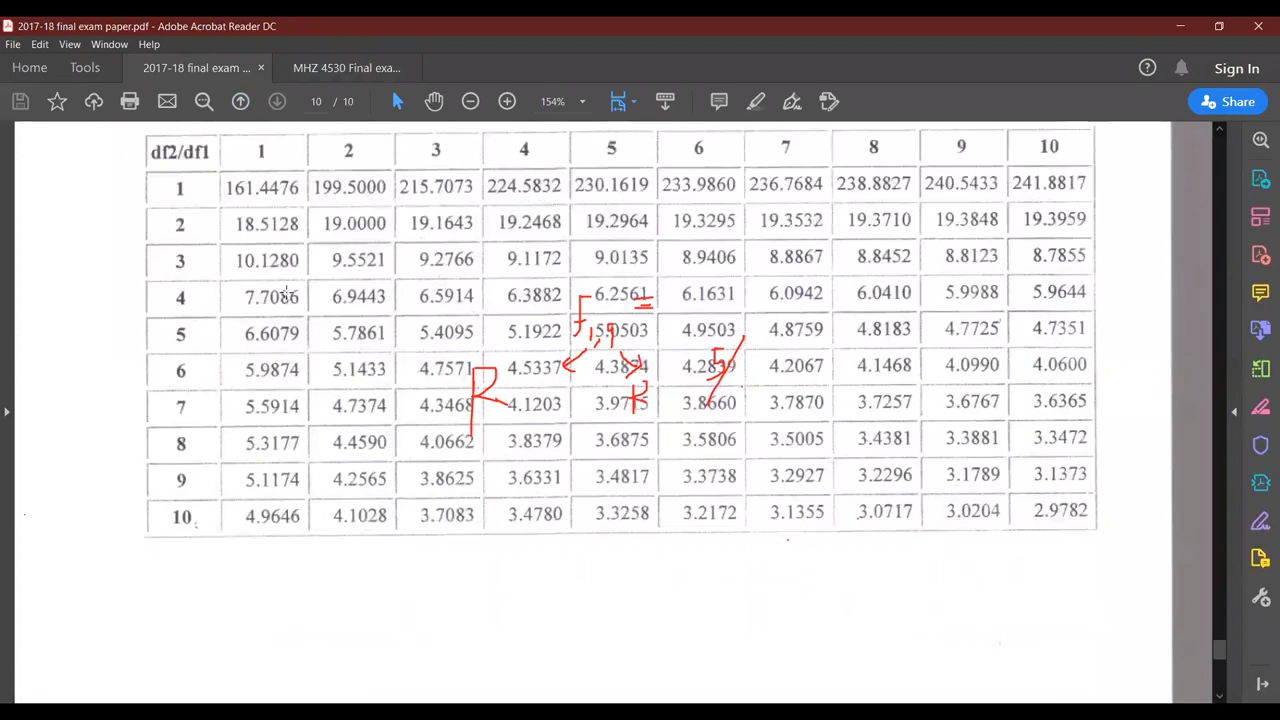 2017-18 final exam paper.pdf - Adobe Acrobat Reader DC
File Edit View Window Help
Home Tools 2017-18 final exam ... × MHZ 4530 Final exa... Sign In
10 / 10 154% Share
df2/df1 1 2 3 4 5 6 7 8 9 10
1 161.4476 199.5000 215.7073 224.5832 230.1619 233.9860 236.7684 238.8827 240.5433 241.8817
2 18.5128 19.0000 19.1643 19.2468 19.2964 19.3295 19.3532 19.3710 19.3848 19.3959
3 10.1280 9.5521 9.2766 9.1172 9.0135 8.9406 8.8867 8.8452 8.8123 8.7855
4 7.7086 6.9443 6.5914 6.3882 6.2561 6.1631 6.0942 6.0410 5.9988 5.9644
5 6.6079 5.7861 5.4095 5.1922 5.0503 4.9503 4.8759 4.8183 4.7725 4.7351
6 5.9874 5.1433 4.7571 4.5337 4.3874 4.2839 4.2067 4.1468 4.0990 4.0600
7 5.5914 4.7374 4.3468 4.1203 3.9715 3.8660 3.7870 3.7257 3.6767 3.6365
8 5.3177 4.4590 4.0662 3.8379 3.6875 3.5806 3.5005 3.4381 3.3881 3.3472
9 5.1174 4.2565 3.8625 3.6331 3.4817 3.3738 3.2927 3.2296 3.1789 3.1373
10 4.9646 4.1028 3.7083 3.4780 3.3258 3.2172 3.1355 3.0717 3.0204 2.9782
R